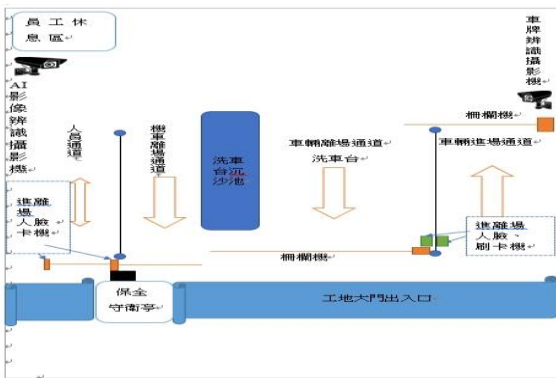 員工休
息區
車牌辨識攝影機
AI影像辨識攝影機
人員通道
機車離場通道
洗車台沉沙池
柵欄機
車輛離場通道
洗車台
車輛進場通道
進離場
人臉
卡機
進離場
人臉、
刷卡機
柵欄機
保全
守衛亭
工地大門出入口